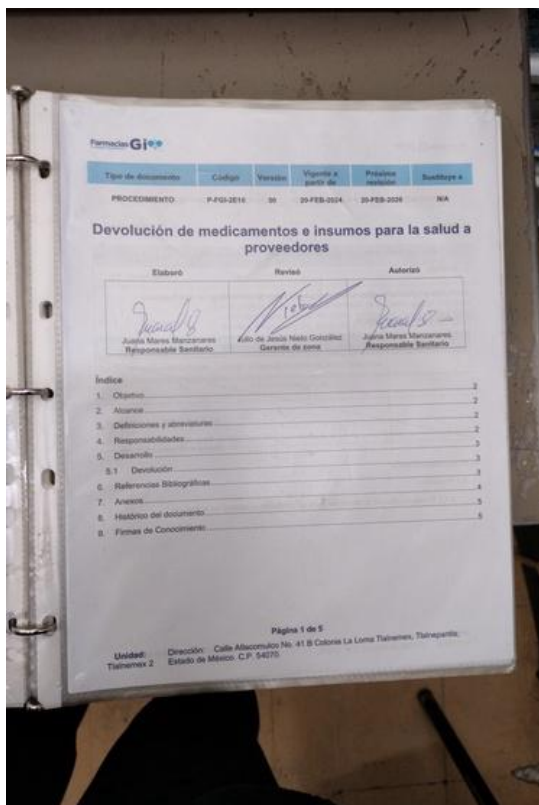 Farmacias Gi
Tipo de documento Código Versión Vigente a partir de Próxima revisión Sustituye a
PROCEDIMIENTO P-FGI-2E16 00 20-FEB-2024 20-FEB-2026 N/A
Devolución de medicamentos e insumos para la salud a
proveedores
Elaboró Revisó Autorizó
Juana Mares Manzanares Julio de Jesús Nieto González Juana Mares Manzanares
Responsable Sanitario Gerente de zona Responsable Sanitario
Índice
1. Objetivo 2
2. Alcance 2
3. Definiciones y abreviaturas 2
4. Responsabilidades 2
5. Desarrollo 3
5.1 Devolución 3
6. Referencias Bibliográficas 3
7. Anexos 4
8. Histórico del documento 5
9. Firmas de Conocimiento 5
Página 1 de 5
Unidad: Dirección: Calle Atlacomulco No. 41 B Colonia La Loma Tlalnemex, Tlalnepantla,
Tlalnemex 2 Estado de México. C.P. 54070